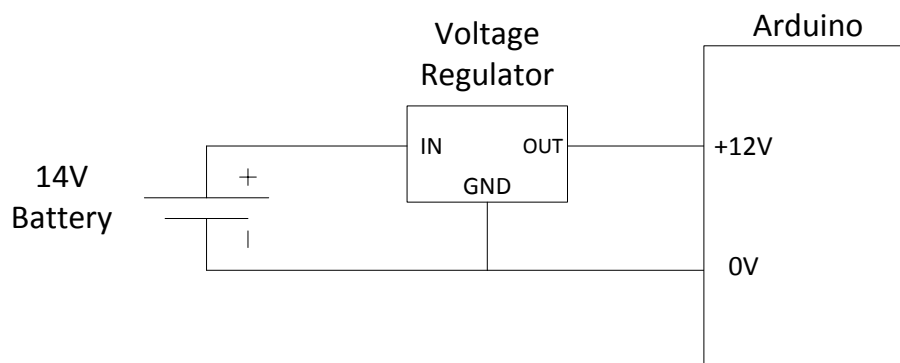 Arduino
Voltage
Regulator
IN
OUT
GND
+12V
14V
Battery
+
−
0V